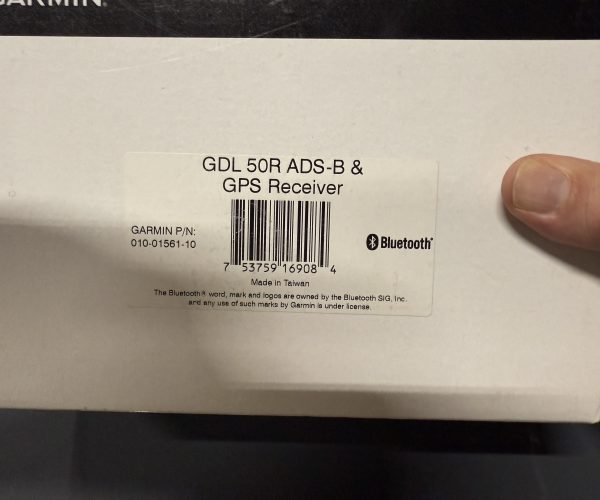 GARMIN
GDL 50R ADS-B &
GPS Receiver
GARMIN P/N:
010-01561-10
Bluetooth®
7 53759 16908 4
Made in Taiwan
The Bluetooth® word, mark and logos are owned by the Bluetooth SIG, Inc.
and any use of such marks by Garmin is under license.